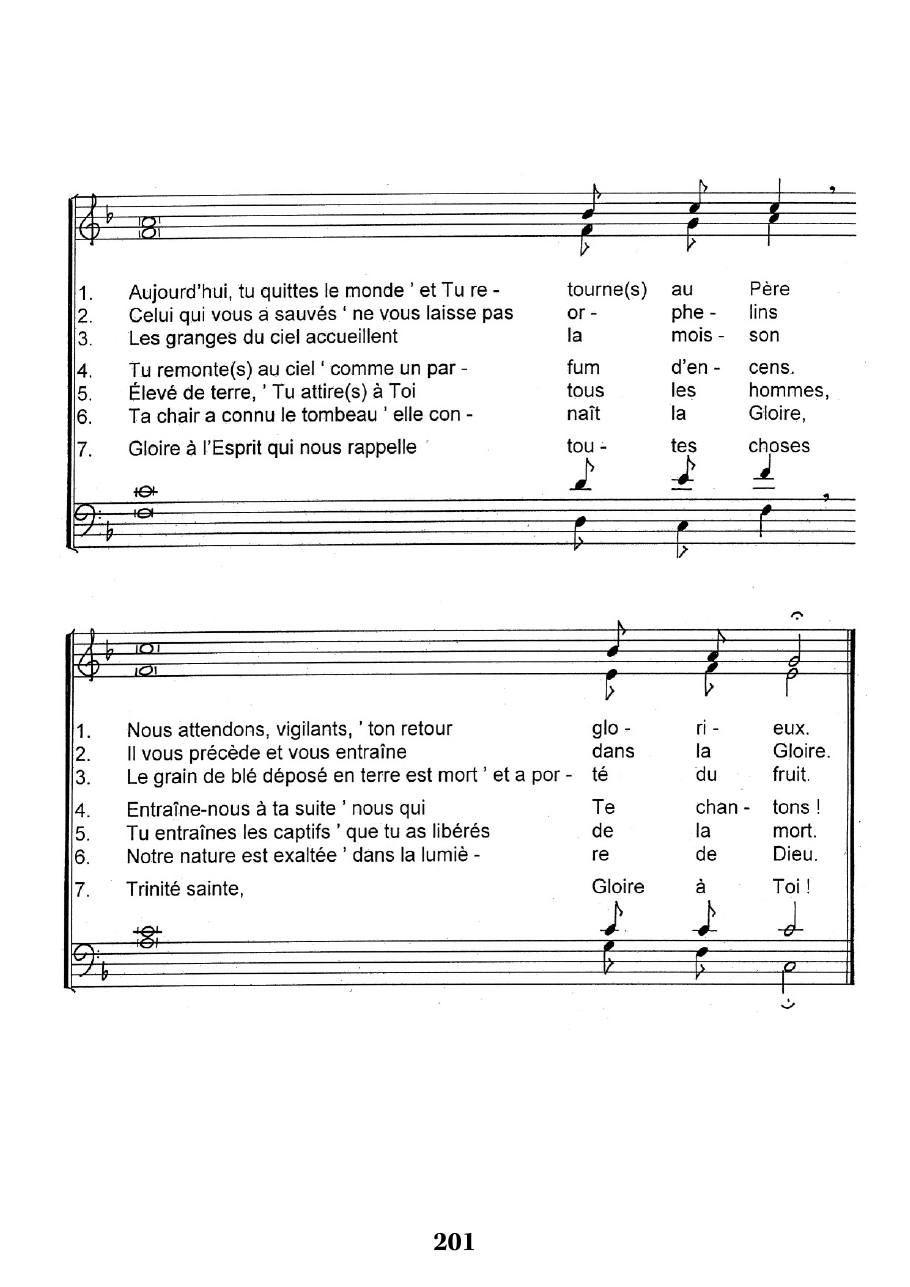 1. Aujourd'hui, tu quittes le monde ' et Tu re - tourne(s) au Père
2. Celui qui vous a sauvés ‘ ne vous laisse pas or - phe - lins
3. Les granges du ciel accueillent la mois - son
4. Tu remonte(s) au ciel ‘ comme un par - fum d'en - cens.
5. Élevé de terre, ' Tu attire(s) à Toi tous les hommes,
6. Ta chair a connu le tombeau ' elle con - naît la Gloire,
7. Gloire à l'Esprit qui nous rappelle tou - tes choses
1. Nous attendons, vigilants, ' ton retour glo - ri - eux.
2. Il vous précède et vous entraîne dans la Gloire.
3. Le grain de blé déposé en terre est mort ' et a por - té du fruit.
4. Entraîne-nous à ta suite ' nous qui Te chan - tons !
5. Tu entraînes les captifs ' que tu as libérés de la mort.
6. Notre nature est exaltée ' dans la lumiè - re de Dieu.
7. Trinité sainte, Gloire à Toi !
201